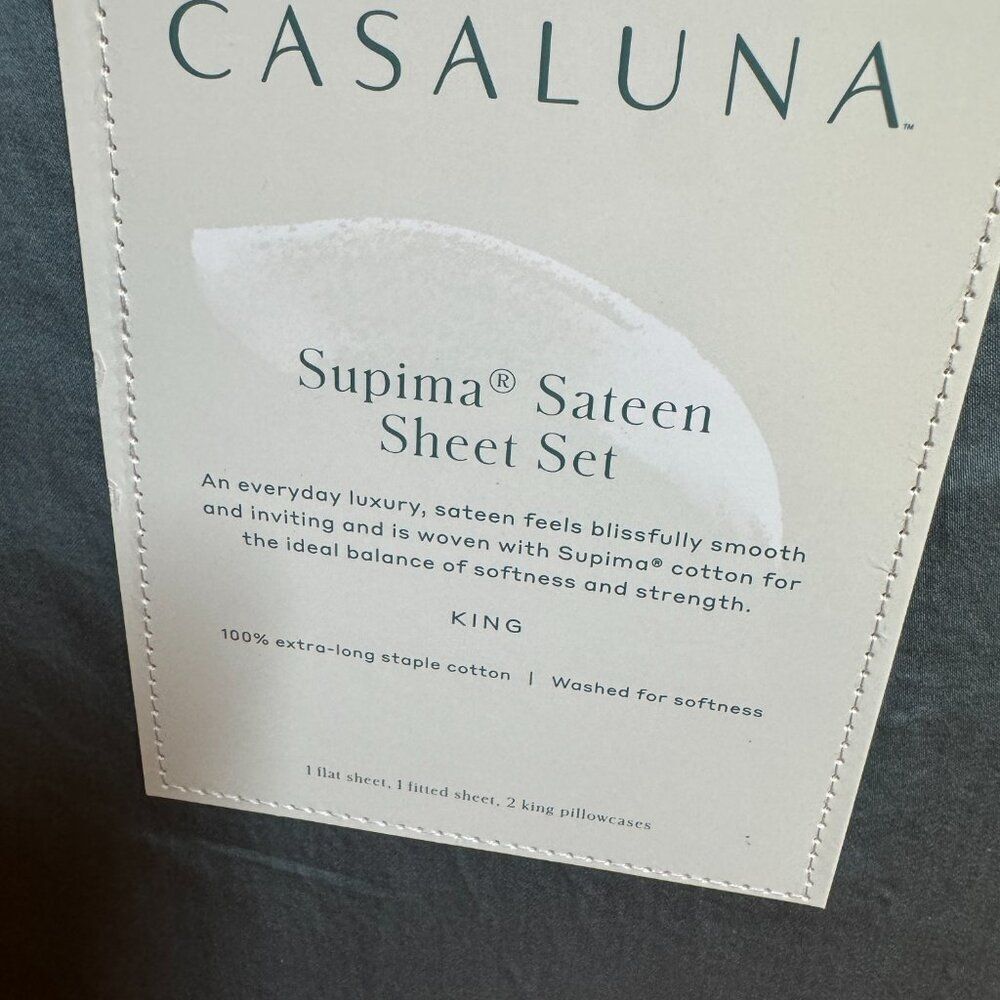 CASALUNA™
Supima® Sateen
Sheet Set
An everyday luxury, sateen feels blissfully smooth
and inviting and is woven with Supima® cotton for
the ideal balance of softness and strength.
KING
100% extra-long staple cotton | Washed for softness
1 flat sheet, 1 fitted sheet, 2 king pillowcases